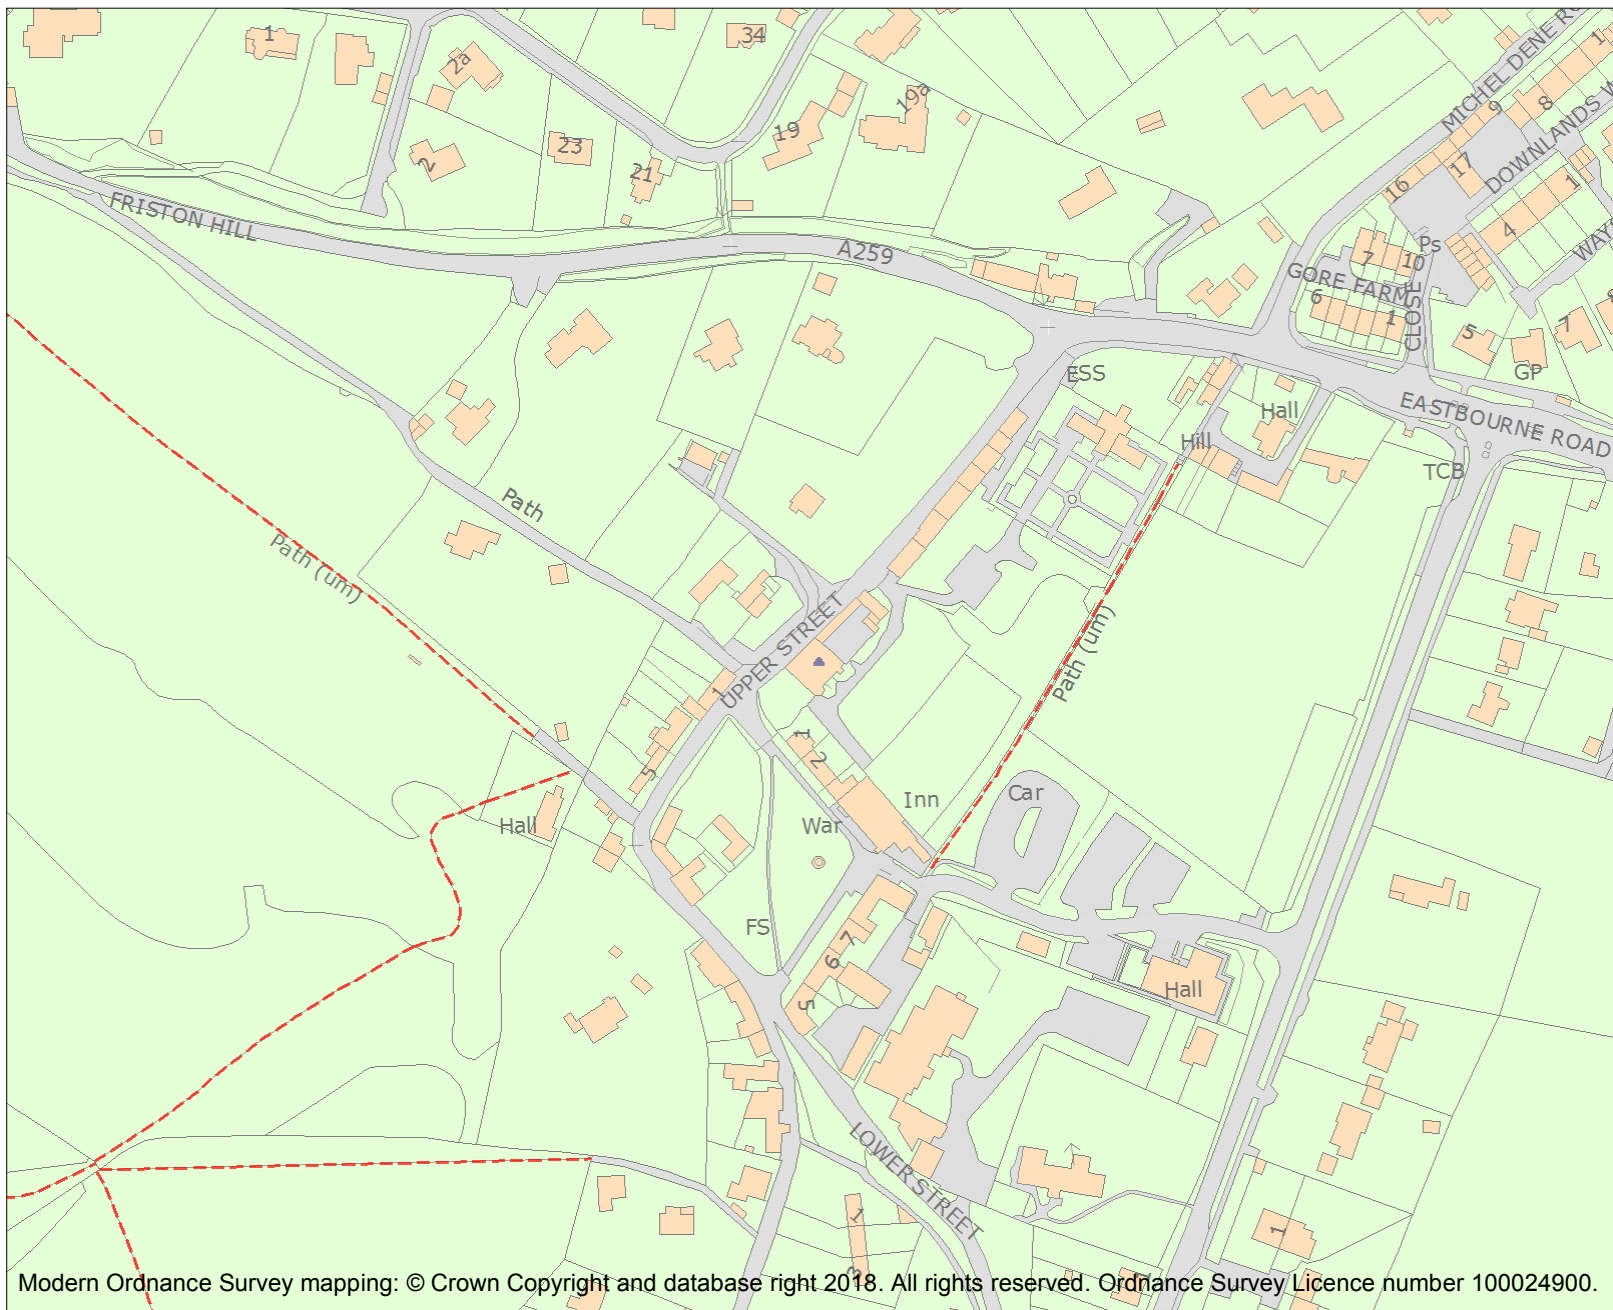 1
34
2a
19a
19
23
21
2
FRISTON HILL
A259
MICHEL DENE RO
1
8
9
DOWNLANDS W
17
16
1
4
WAYS
Ps
7
10
GORE FARM
CLOSE
6
1
5
7
GP
ESS
Hall
EASTBOURNE ROAD
Hill
TCB
Path
Path (um)
UPPER STREET
Path (um)
1
5
1
2
Inn
Car
Hall
War
FS
7
6
5
Hall
LOWER STREET
1
3
1
Modern Ordnance Survey mapping: © Crown Copyright and database right 2018. All rights reserved. Ordnance Survey Licence number 100024900.